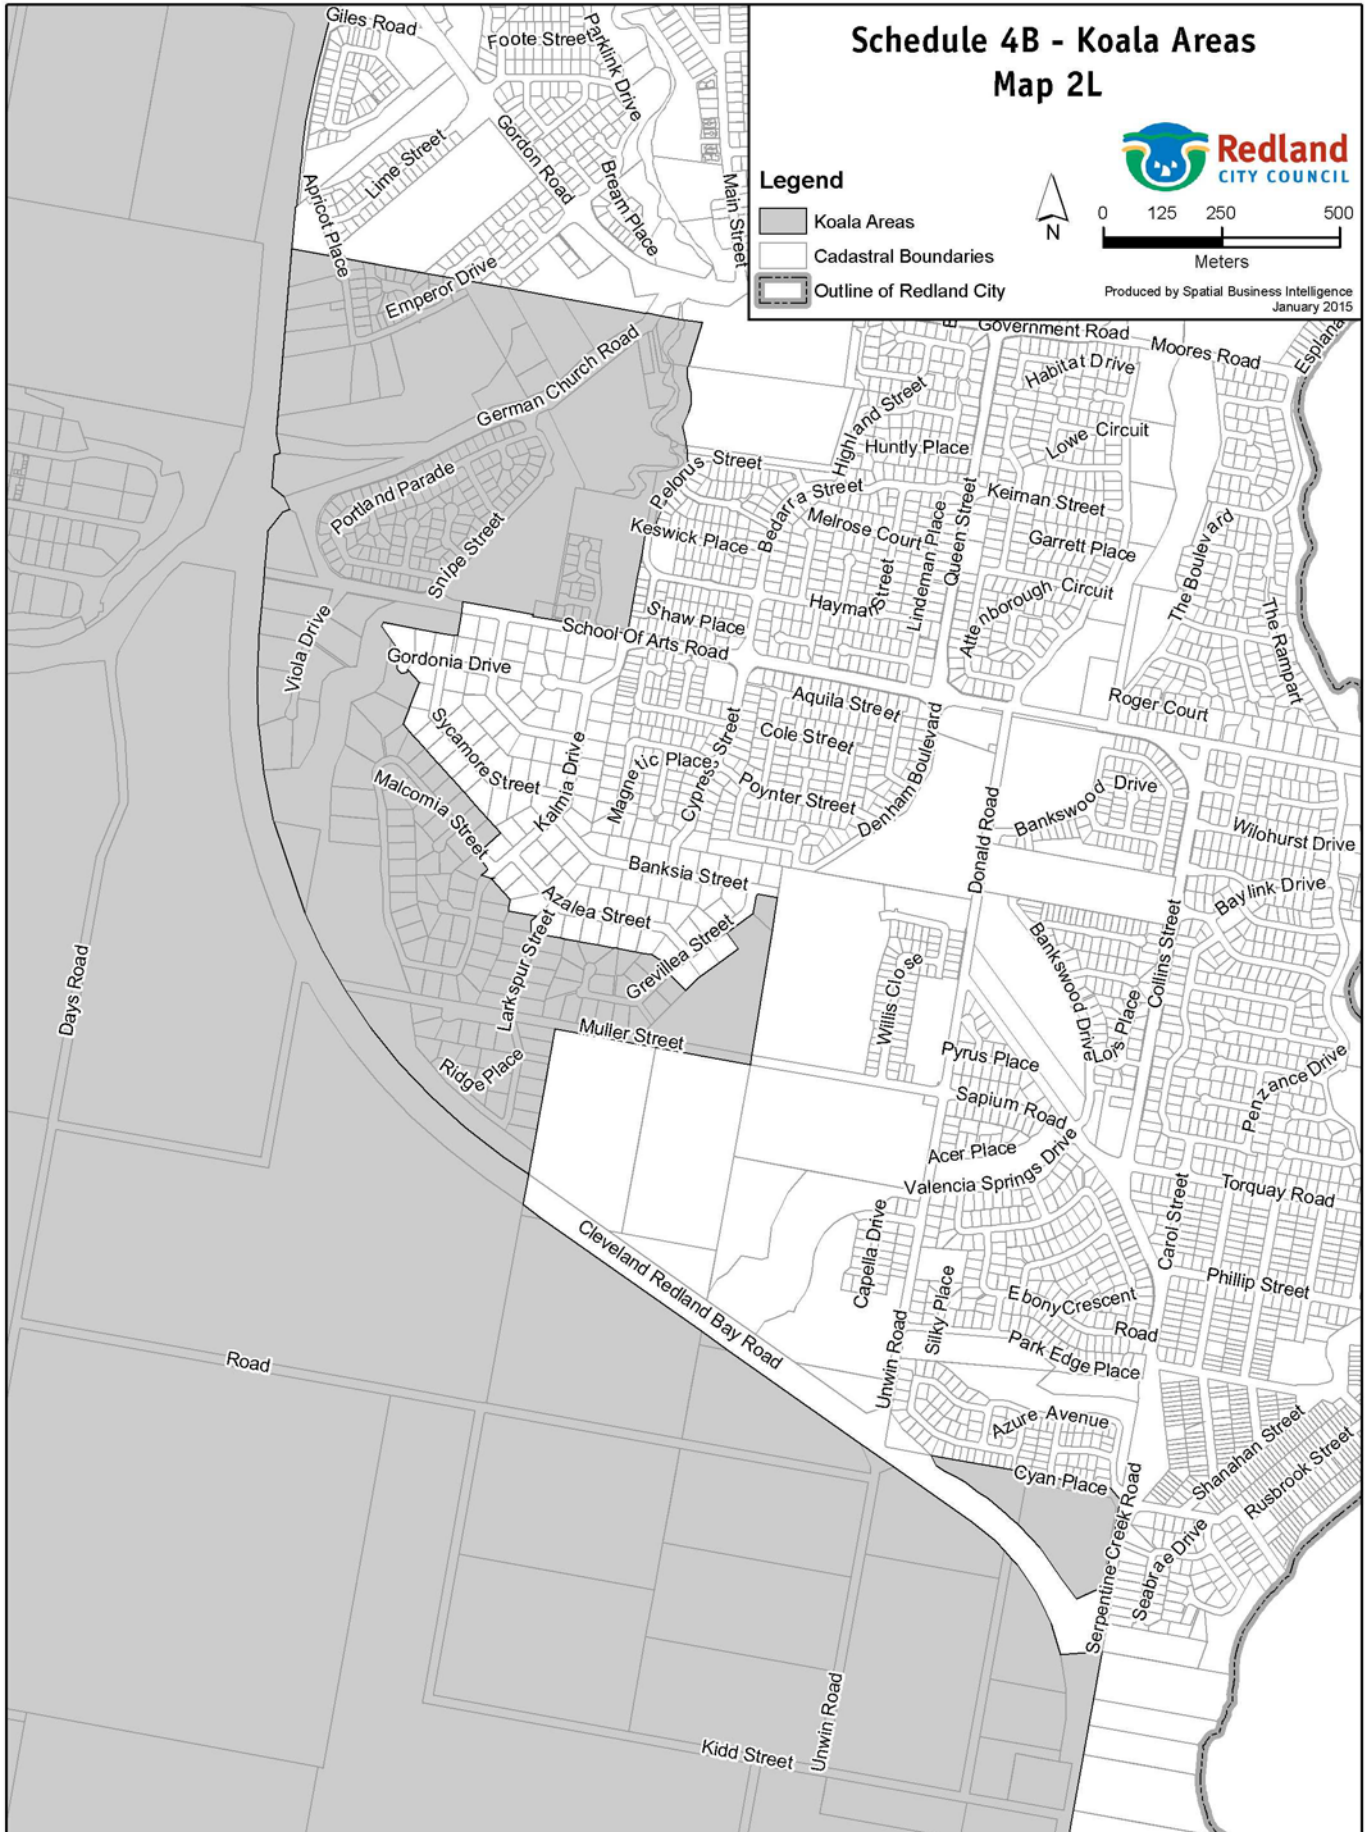 Schedule 4B - Koala Areas
Map 2L
Redland
CITY COUNCIL
Legend
Koala Areas
Cadastral Boundaries
Outline of Redland City
N
0 125 250 500
Meters
Produced by Spatial Business Intelligence
January 2015
Giles Road
Foote Street
Parklink Drive
Lime Street
Gordon Road
Apricot Place
Bream Place
Main Street
Emperor Drive
German Church Road
Government Road
Moores Road
Habitat Drive
Highland Street
Huntly Place
Lowe Circuit
Pelorus Street
Portland Parade
Bedarra Street
Keirnan Street
Snipe Street
Keswick Place
Melrose Court
Lindeman Place
Queen Street
Garrett Place
The Boulevard
Hayman Street
Attenborough Circuit
Shaw Place
School Of Arts Road
The Rampart
Viola Drive
Gordonia Drive
Aquila Street
Roger Court
Sycamore Street
Cole Street
Magnetic Place
Cypress Street
Kalmia Drive
Malcomia Street
Poynter Street
Denham Boulevard
Donald Road
Bankswood Drive
Wilohurst Drive
Banksia Street
Baylink Drive
Azalea Street
Larkspur Street
Grevillea Street
Willis Close
Bankswood Drive
Collins Street
Days Road
Lois Place
Muller Street
Ridge Place
Pyrus Place
Penzance Drive
Sapium Road
Acer Place
Valencia Springs Drive
Torquay Road
Carol Street
Capella Drive
Cleveland Redland Bay Road
Silky Place
Ebony Crescent
Phillip Street
Road
Road
Park Edge Place
Unwin Road
Azure Avenue
Shanahan Street
Rusbrook Street
Cyan Place
Serpentine Creek Road
Seabrae Drive
Unwin Road
Kidd Street